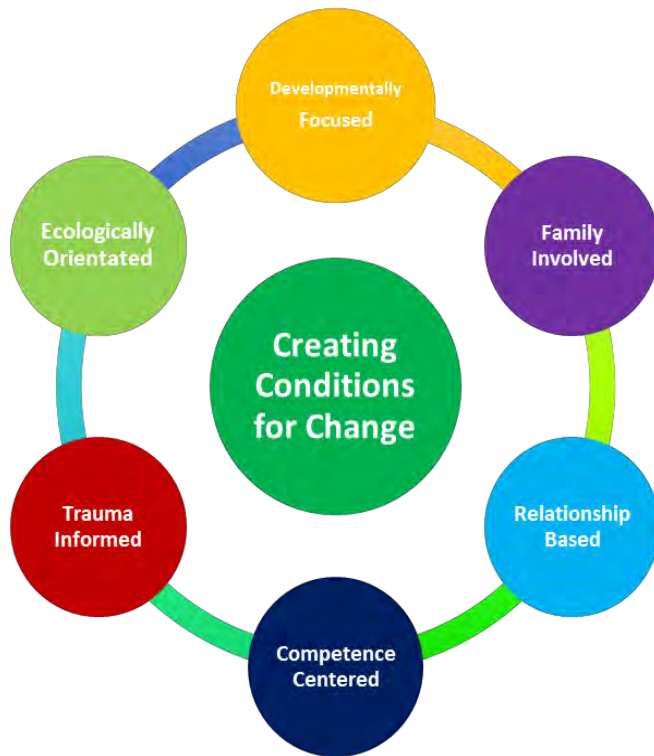 Developmentally
Focused
Family
Involved
Relationship
Based
Competence
Centered
Trauma
Informed
Ecologically
Orientated
Creating
Conditions
for Change